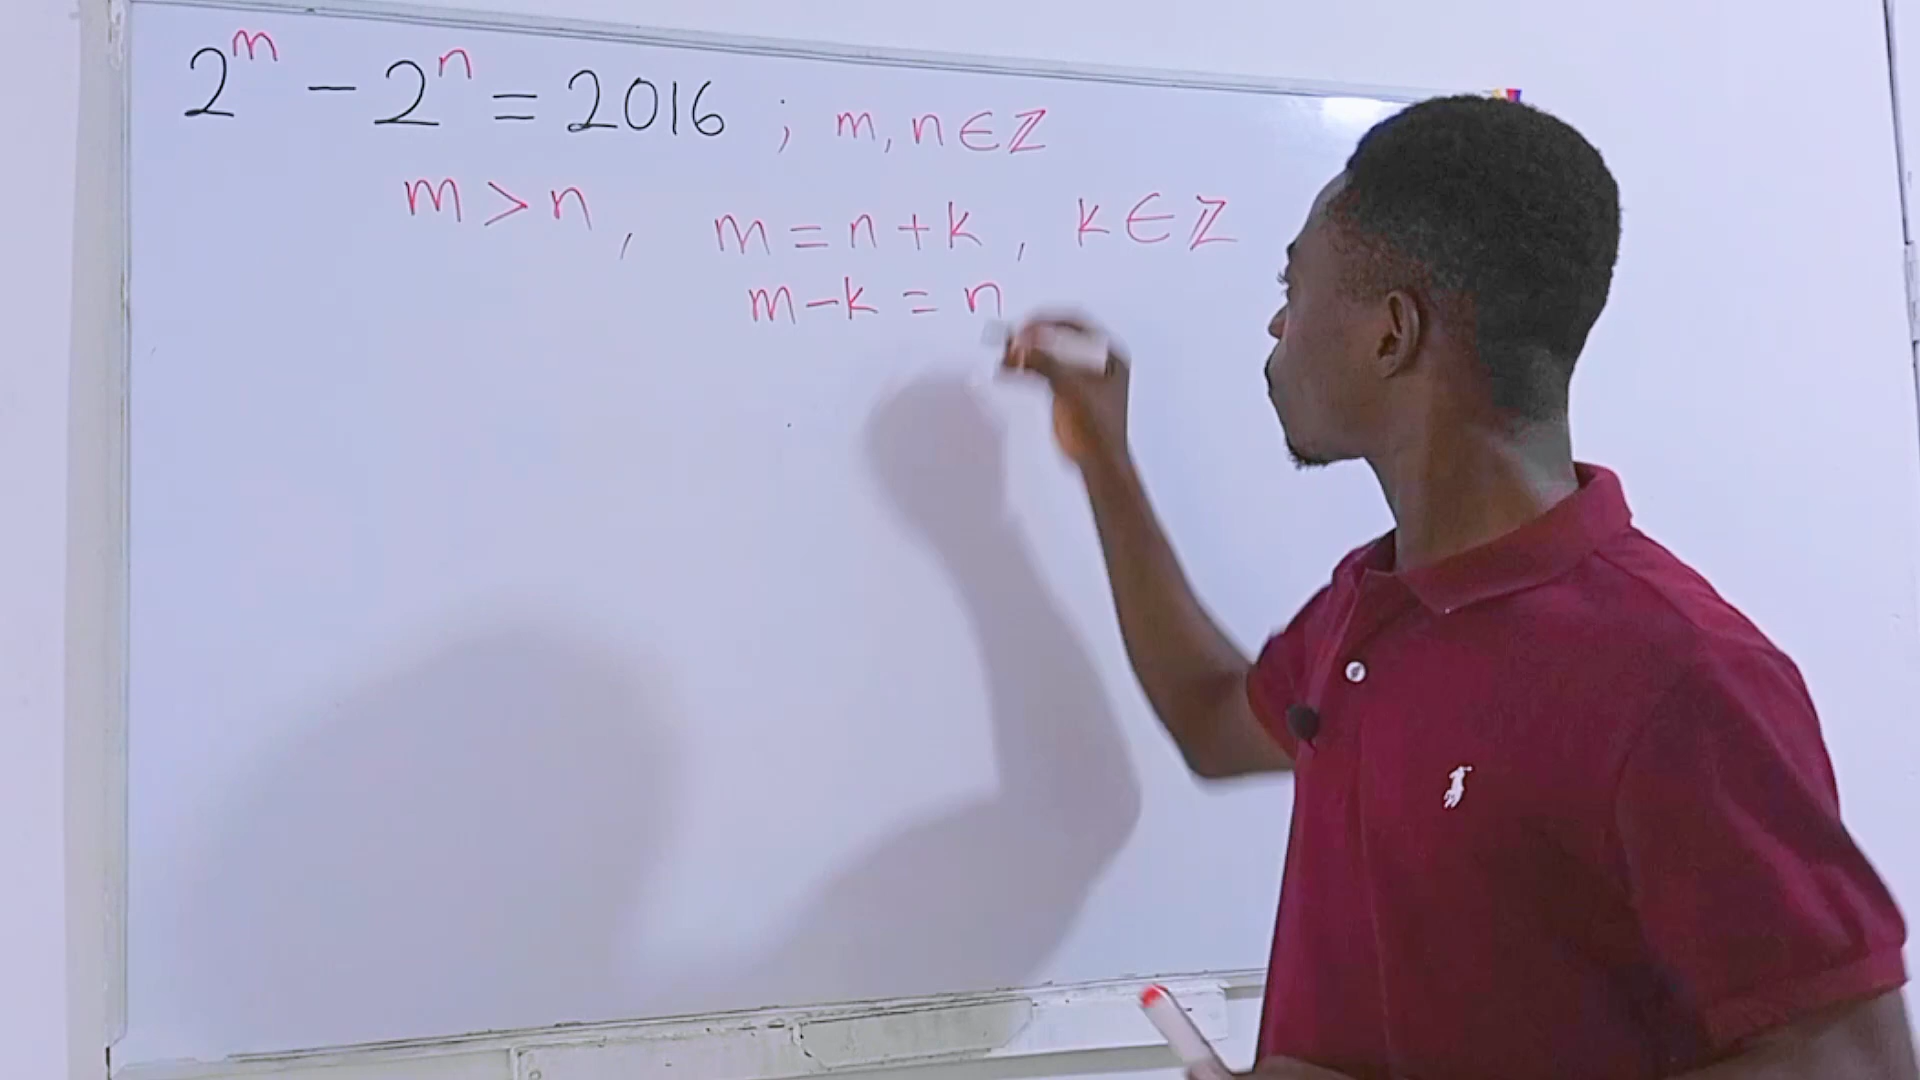 2^m - 2^n = 2016 ; m, n ∈ ℤ
m > n , m = n + k , k ∈ ℤ
m - k = n